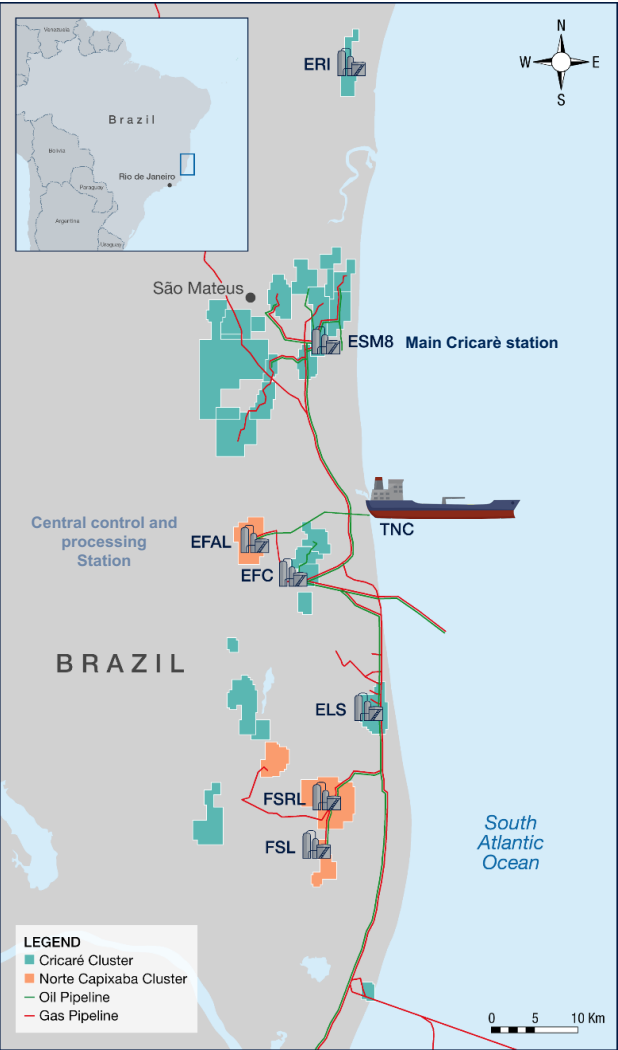 Venezuela
Brazil
Bolivia
Rio de Janeiro
Paraguay
Argentina
Uruguay
N
W
E
S
ERI
São Mateus
ESM8 Main Cricarè station
TNC
Central control and
processing
Station
EFAL
EFC
BRAZIL
ELS
FSRL
FSL
South
Atlantic
Ocean
LEGEND
Cricaré Cluster
Norte Capixaba Cluster
Oil Pipeline
Gas Pipeline
0 5 10 Km